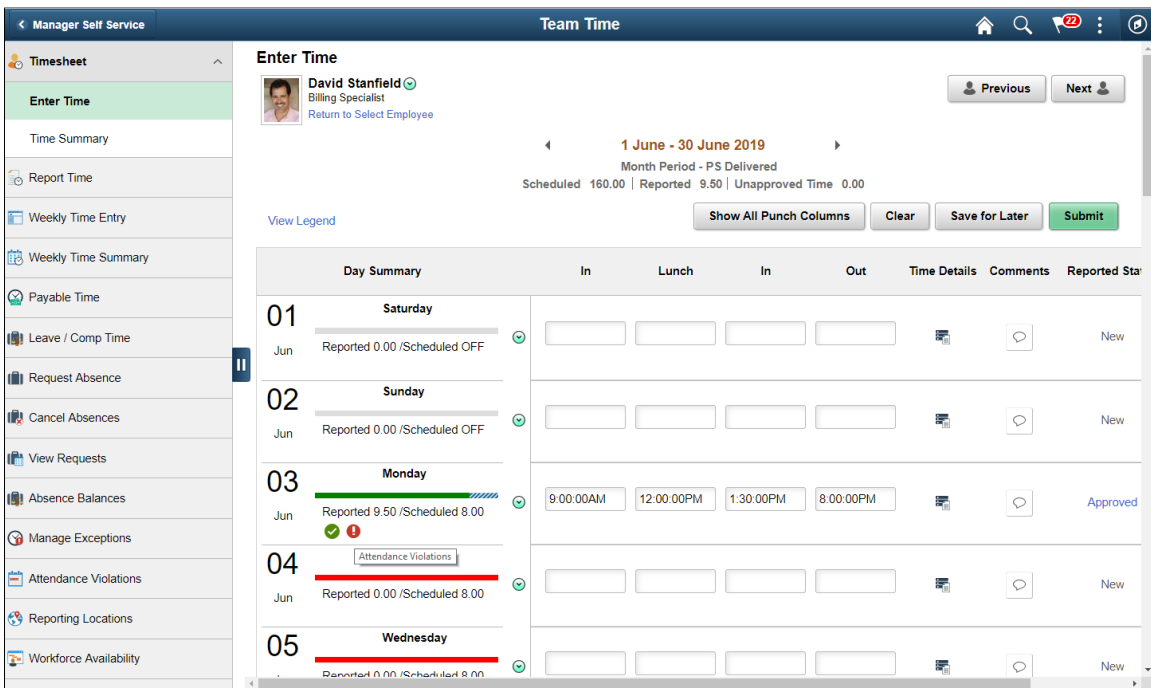 Manager Self Service
Team Time
22
Timesheet
Enter Time
Time Summary
Report Time
Weekly Time Entry
Weekly Time Summary
Payable Time
Leave / Comp Time
Request Absence
Cancel Absences
View Requests
Absence Balances
Manage Exceptions
Attendance Violations
Reporting Locations
Workforce Availability
Enter Time
David Stanfield
Billing Specialist
Return to Select Employee
Previous
Next
1 June - 30 June 2019
Month Period - PS Delivered
Scheduled 160.00 | Reported 9.50 | Unapproved Time 0.00
View Legend
Show All Punch Columns
Clear
Save for Later
Submit
Day Summary In Lunch In Out Time Details Comments Reported Stat
01 Saturday
Jun Reported 0.00 /Scheduled OFF New
02 Sunday
Jun Reported 0.00 /Scheduled OFF New
03 Monday
9:00:00AM 12:00:00PM 1:30:00PM 8:00:00PM Approved
Jun Reported 9.50 /Scheduled 8.00
Attendance Violations
04
Jun Reported 0.00 /Scheduled 8.00 New
05 Wednesday
Reported 0.00 /Scheduled 8.00 New